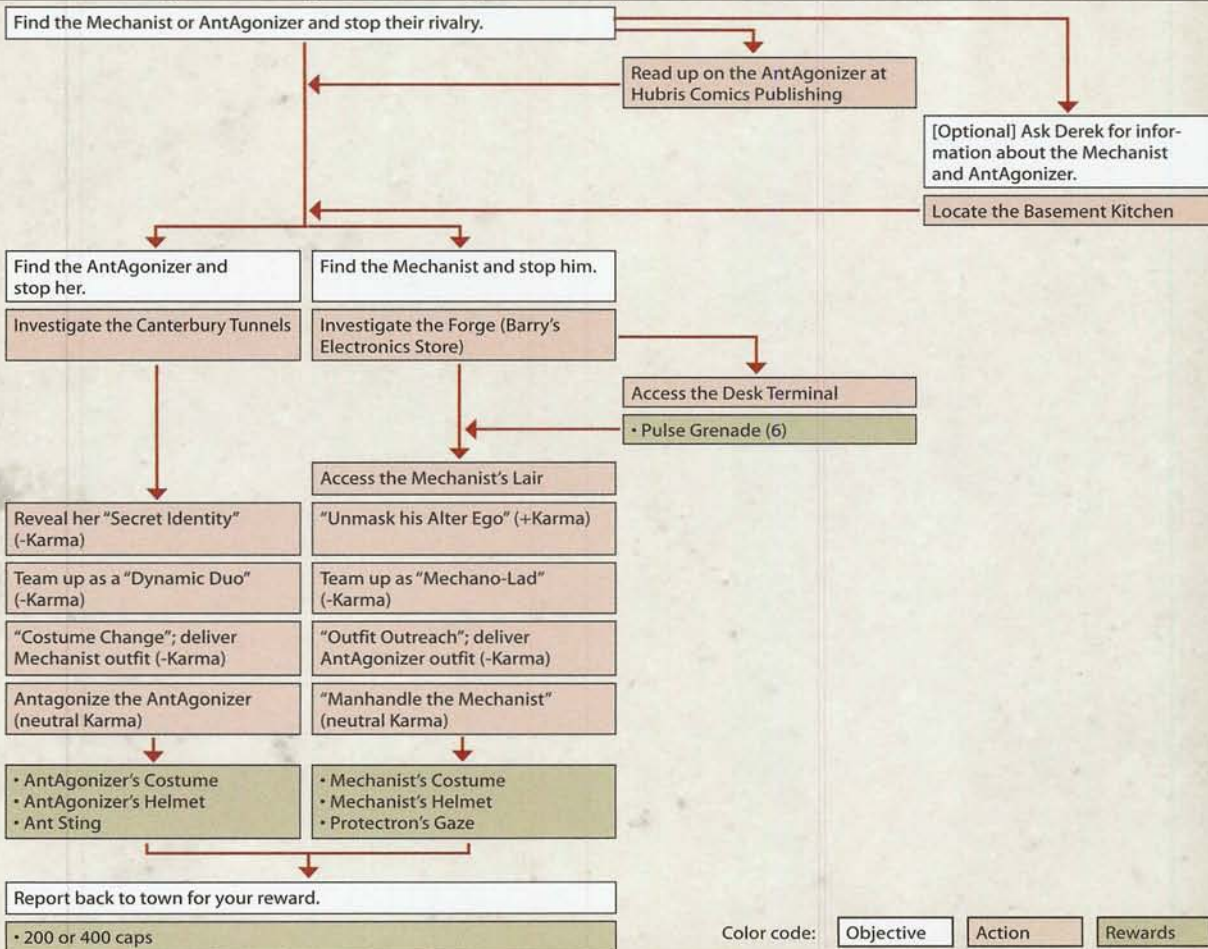 Find the Mechanist or AntAgonizer and stop their rivalry.
Read up on the AntAgonizer at
Hubris Comics Publishing
[Optional] Ask Derek for infor-
mation about the Mechanist
and AntAgonizer.
Locate the Basement Kitchen
Find the AntAgonizer and
stop her.
Investigate the Canterbury Tunnels
Find the Mechanist and stop him.
Investigate the Forge (Barry's
Electronics Store)
Access the Desk Terminal
• Pulse Grenade (6)
Access the Mechanist's Lair
Reveal her "Secret Identity"
(-Karma)
"Unmask his Alter Ego" (+Karma)
Team up as a "Dynamic Duo"
(-Karma)
Team up as "Mechano-Lad"
(-Karma)
"Costume Change"; deliver
Mechanist outfit (-Karma)
"Outfit Outreach"; deliver
AntAgonizer outfit (-Karma)
Antagonize the AntAgonizer
(neutral Karma)
"Manhandle the Mechanist"
(neutral Karma)
• AntAgonizer's Costume
• AntAgonizer's Helmet
• Ant Sting
• Mechanist's Costume
• Mechanist's Helmet
• Protectron's Gaze
Report back to town for your reward.
• 200 or 400 caps
Color code: Objective Action Rewards